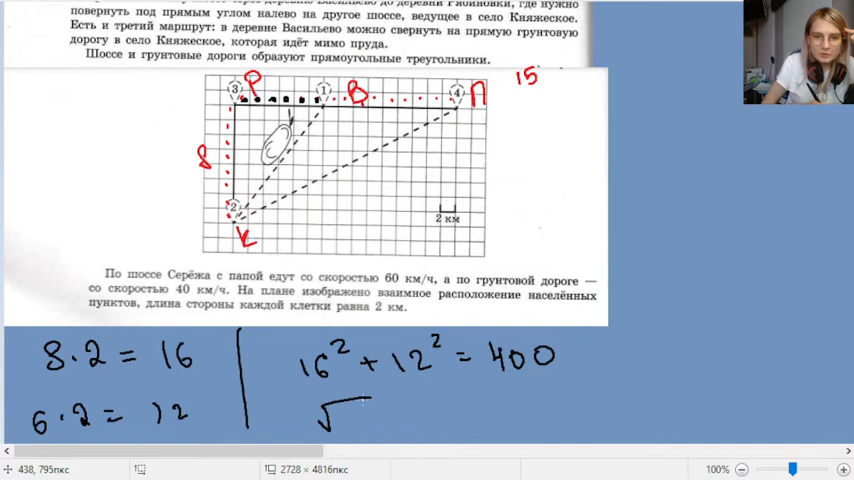 повернуть под прямым углом налево на другое шоссе, ведущее в село Княжеское.
Есть и третий маршрут: в деревне Васильево можно свернуть на прямую грунтовую
дорогу в село Княжеское, которая идёт мимо пруда.
Шоссе и грунтовые дороги образуют прямоугольные треугольники.
15
3 Р 1 В 4 П
8
2
К
2 км
По шоссе Серёжа с папой едут со скоростью 60 км/ч, а по грунтовой дороге —
со скоростью 40 км/ч. На плане изображено взаимное расположение населённых
пунктов, длина стороны каждой клетки равна 2 км.
8·2 = 16
16² + 12² = 400
6·2 = 12
√
438, 795пкс
2728 × 4816пкс
100%